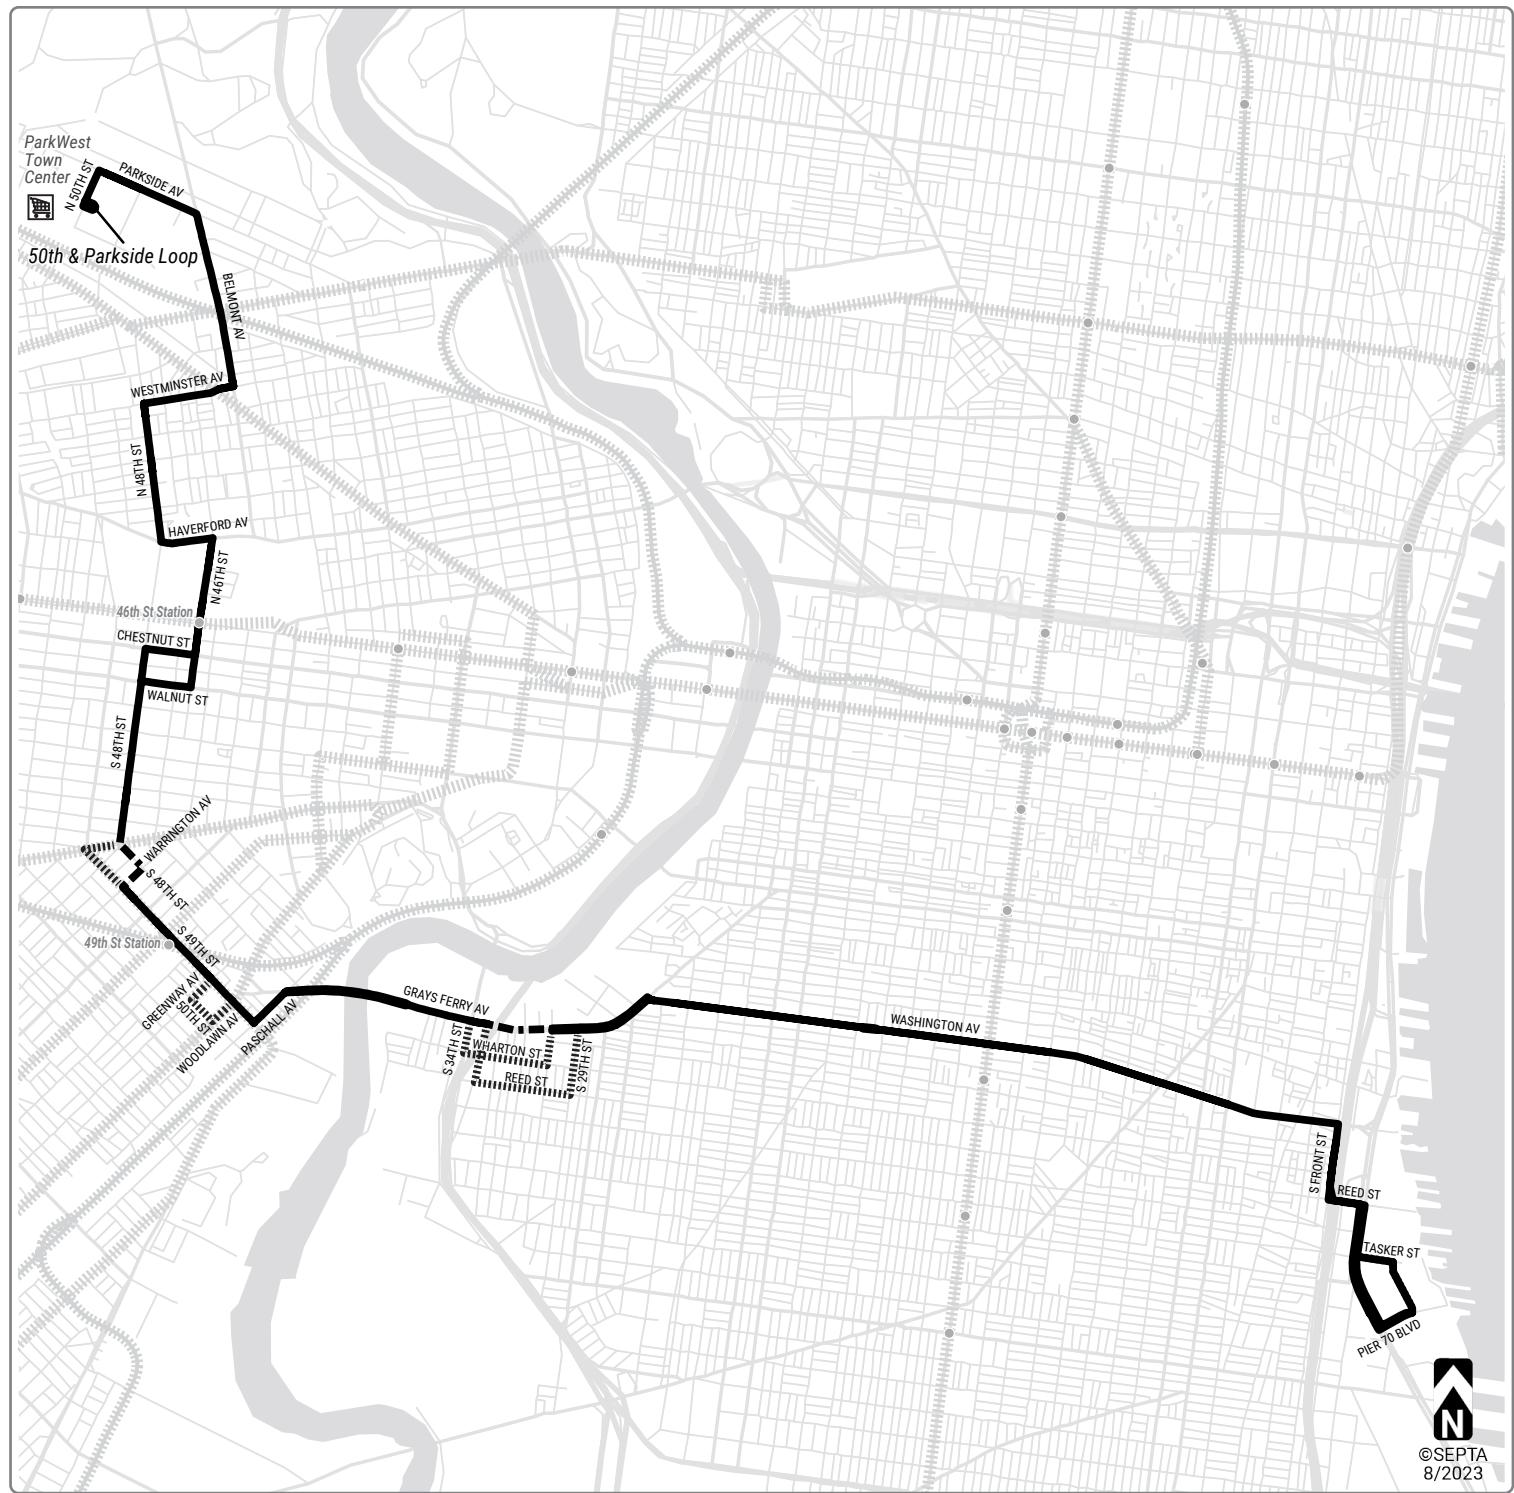 ParkWest
Town
Center
N 50TH ST
PARKSIDE AV
50th & Parkside Loop
BELMONT AV
WESTMINSTER AV
N 48TH ST
HAVERFORD AV
N 46TH ST
46th St Station
CHESTNUT ST
WALNUT ST
S 48TH ST
WARRINGTON AV
S 48TH ST
S 49TH ST
49th St Station
GREENWAY AV
50TH ST
WOODLAWN AV
PASCHALL AV
GRAYS FERRY AV
S 34TH ST
WHARTON ST
REED ST
S 29TH ST
WASHINGTON AV
S FRONT ST
REED ST
TASKER ST
PIER 70 BLVD
N
©SEPTA
8/2023